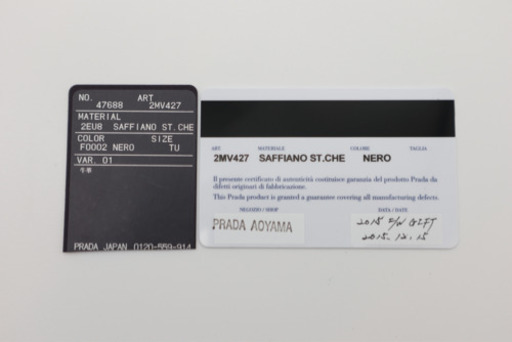 NO. ART
47688 2MV427
MATERIAL
2EU8 SAFFIANO ST.CHE
COLOR SIZE
F0002 NERO TU
VAR. 01
牛革
PRADA JAPAN 0120-559-914
ART MATERIALE COLORE TAGLIA
2MV427 SAFFIANO ST.CHE NERO
Il presente certificato di autenticità costituisce garanzia del prodotto Prada da
difetti originari di fabbricazione.
This Prada product is granted a guarantee covering all manufacturing defects.
NEGOZIO / SHOP DATA / DATE
PRADA AOYAMA
2015 F/W GIFT
2015. 12. 15